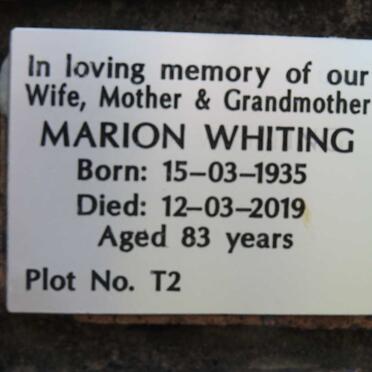 In loving memory of our
Wife, Mother & Grandmother
MARION WHITING
Born: 15-03-1935
Died: 12-03-2019
Aged 83 years
Plot No. T2